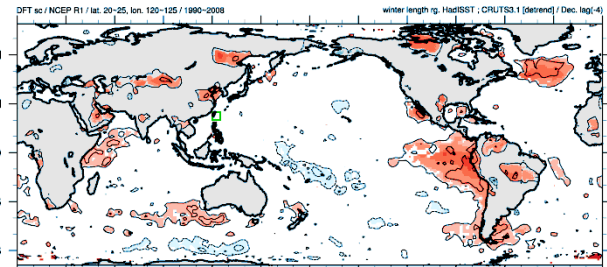 DFT sc / NCEP R1 / lat. 20-25, lon. 120-125 / 1990-2008
winter length rg. HadISST ; CRUTS3.1 [detrend] / Dec. lag(-4)